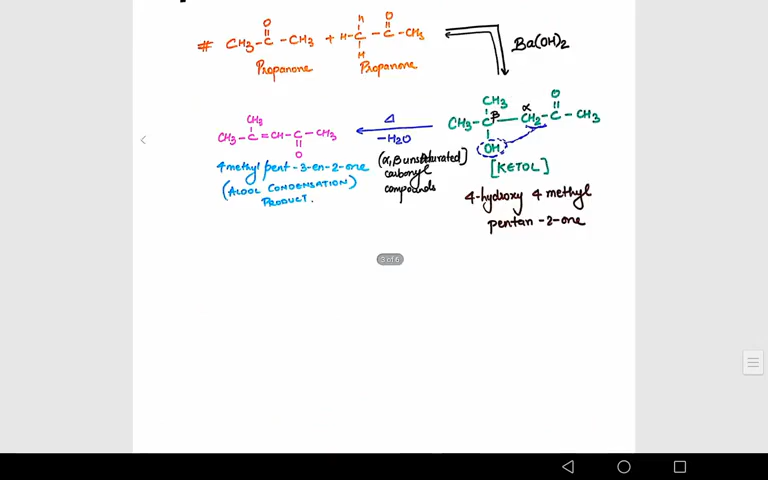 # CH3-C-CH3 + H-C-C-CH3
O
H
O
H
Propanone
Propanone
Ba(OH)2
CH3
CH3-C-CH2-C-CH3
β
α
O
OH
[KETOL]
4-hydroxy 4 methyl
pentan-2-one
Δ
-H2O
(α,β unsaturated)
carbonyl
compounds
CH3
CH3-C=CH-C-CH3
O
4 methyl pent-3-en-2-one
(ALDOL CONDENSATION)
PRODUCT.
3 of 6